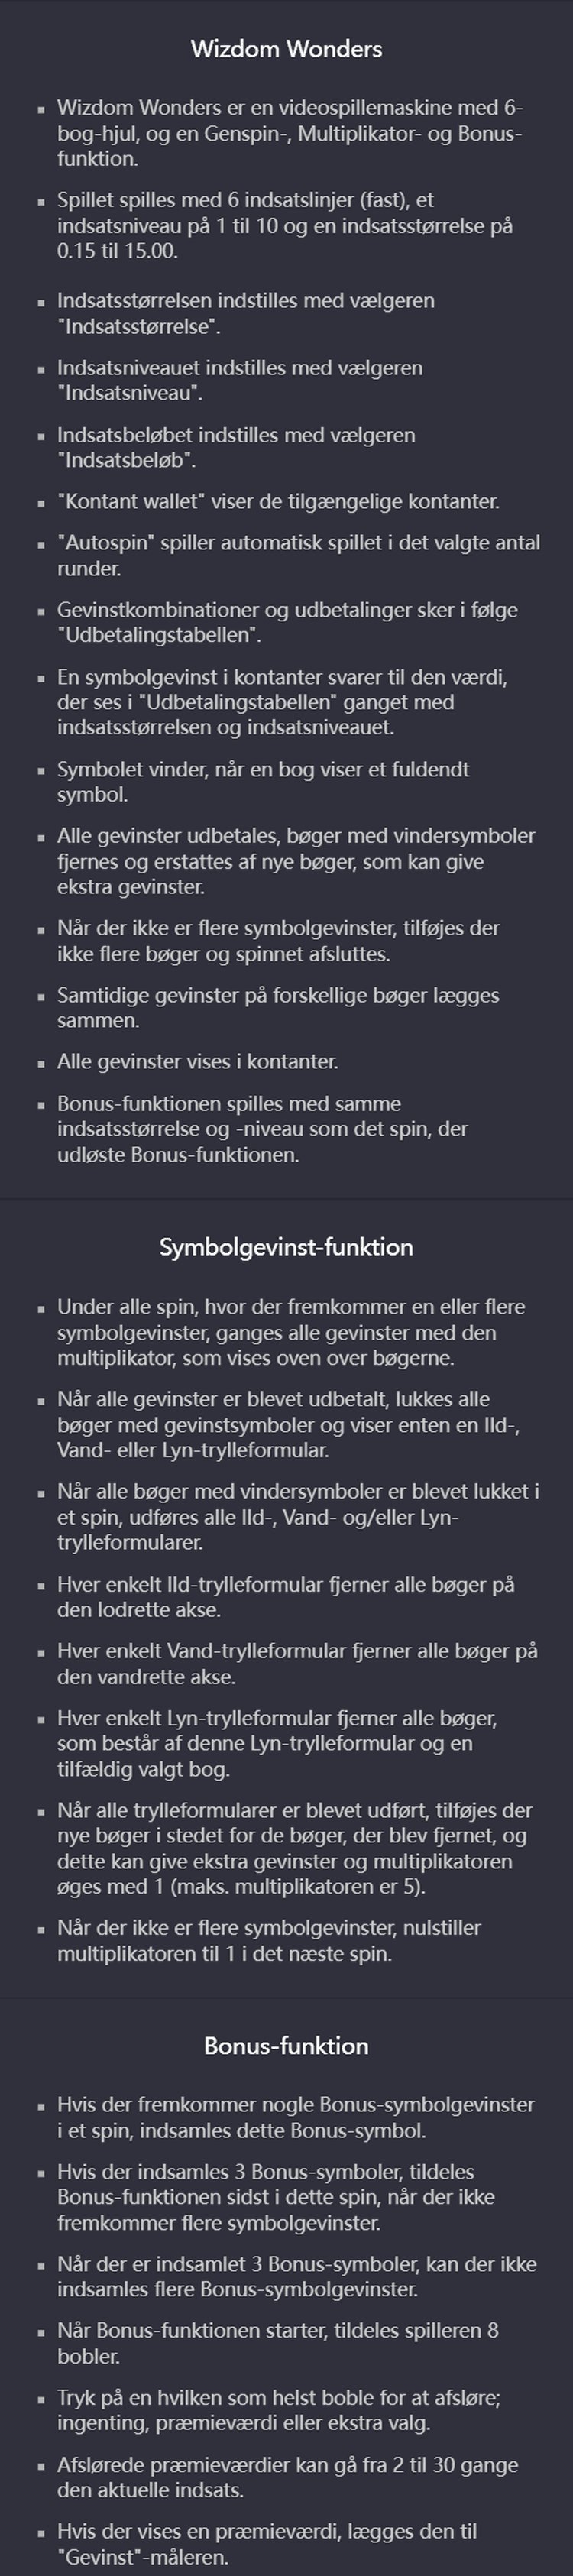 Wizdom Wonders
Wizdom Wonders er en videospillemaskine med 6-
bog-hjul, og en Genspin-, Multiplikator- og Bonus-
funktion.
Spillet spilles med 6 indsatslinjer (fast), et
indsatsniveau på 1 til 10 og en indsatsstørrelse på
0.15 til 15.00.
Indsatsstørrelsen indstilles med vælgeren
"Indsatsstørrelse".
Indsatsniveauet indstilles med vælgeren
"Indsatsniveau".
Indsatsbeløbet indstilles med vælgeren
"Indsatsbeløb".
"Kontant wallet" viser de tilgængelige kontanter.
"Autospin" spiller automatisk spillet i det valgte antal
runder.
Gevinstkombinationer og udbetalinger sker i følge
"Udbetalingstabellen".
En symbolgevinst i kontanter svarer til den værdi,
der ses i "Udbetalingstabellen" ganget med
indsatsstørrelsen og indsatsniveauet.
Symbolet vinder, når en bog viser et fuldendt
symbol.
Alle gevinster udbetales, bøger med vindersymboler
fjernes og erstattes af nye bøger, som kan give
ekstra gevinster.
Når der ikke er flere symbolgevinster, tilføjes der
ikke flere bøger og spinnet afsluttes.
Samtidige gevinster på forskellige bøger lægges
sammen.
Alle gevinster vises i kontanter.
Bonus-funktionen spilles med samme
indsatsstørrelse og -niveau som det spin, der
udløste Bonus-funktionen.
Symbolgevinst-funktion
Under alle spin, hvor der fremkommer en eller flere
symbolgevinster, ganges alle gevinster med den
multiplikator, som vises oven over bøgerne.
Når alle gevinster er blevet udbetalt, lukkes alle
bøger med gevinstsymboler og viser enten en Ild-,
Vand- eller Lyn-trylleformular.
Når alle bøger med vindersymboler er blevet lukket i
et spin, udføres alle Ild-, Vand- og/eller Lyn-
trylleformularer.
Hver enkelt Ild-trylleformular fjerner alle bøger på
den lodrette akse.
Hver enkelt Vand-trylleformular fjerner alle bøger på
den vandrette akse.
Hver enkelt Lyn-trylleformular fjerner alle bøger,
som består af denne Lyn-trylleformular og en
tilfældig valgt bog.
Når alle trylleformularer er blevet udført, tilføjes der
nye bøger i stedet for de bøger, der blev fjernet, og
dette kan give ekstra gevinster og multiplikatoren
øges med 1 (maks. multiplikatoren er 5).
Når der ikke er flere symbolgevinster, nulstiller
multiplikatoren til 1 i det næste spin.
Bonus-funktion
Hvis der fremkommer nogle Bonus-symbolgevinster
i et spin, indsamles dette Bonus-symbol.
Hvis der indsamles 3 Bonus-symboler, tildeles
Bonus-funktionen sidst i dette spin, når der ikke
fremkommer flere symbolgevinster.
Når der er indsamlet 3 Bonus-symboler, kan der ikke
indsamles flere Bonus-symbolgevinster.
Når Bonus-funktionen starter, tildeles spilleren 8
bobler.
Tryk på en hvilken som helst boble for at afsløre;
ingenting, præmieværdi eller ekstra valg.
Afslørede præmieværdier kan gå fra 2 til 30 gange
den aktuelle indsats.
Hvis der vises en præmieværdi, lægges den til
"Gevinst"-måleren.